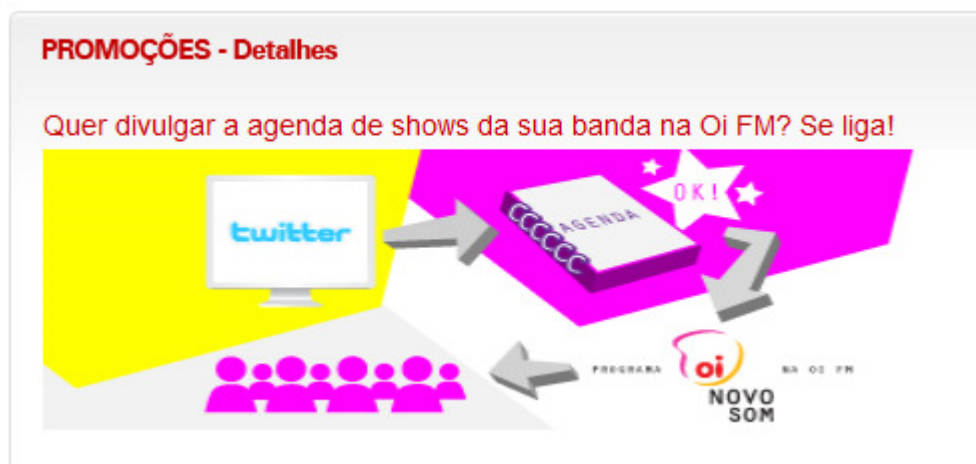 PROMOÇÕES - Detalhes
Quer divulgar a agenda de shows da sua banda na Oi FM? Se liga!
OK!
twitter
AGENDA
PROGRAMA oi NA OI FM
NOVO
SOM